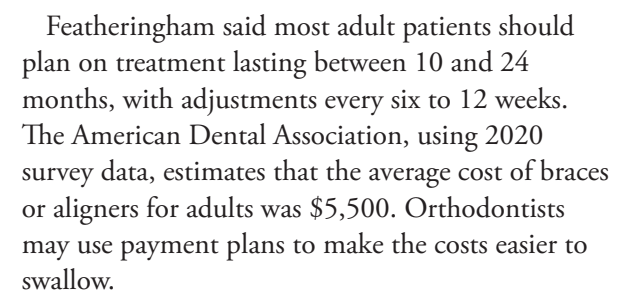 Featheringham said most adult patients should
plan on treatment lasting between 10 and 24
months, with adjustments every six to 12 weeks.
The American Dental Association, using 2020
survey data, estimates that the average cost of braces
or aligners for adults was $5,500. Orthodontists
may use payment plans to make the costs easier to
swallow.